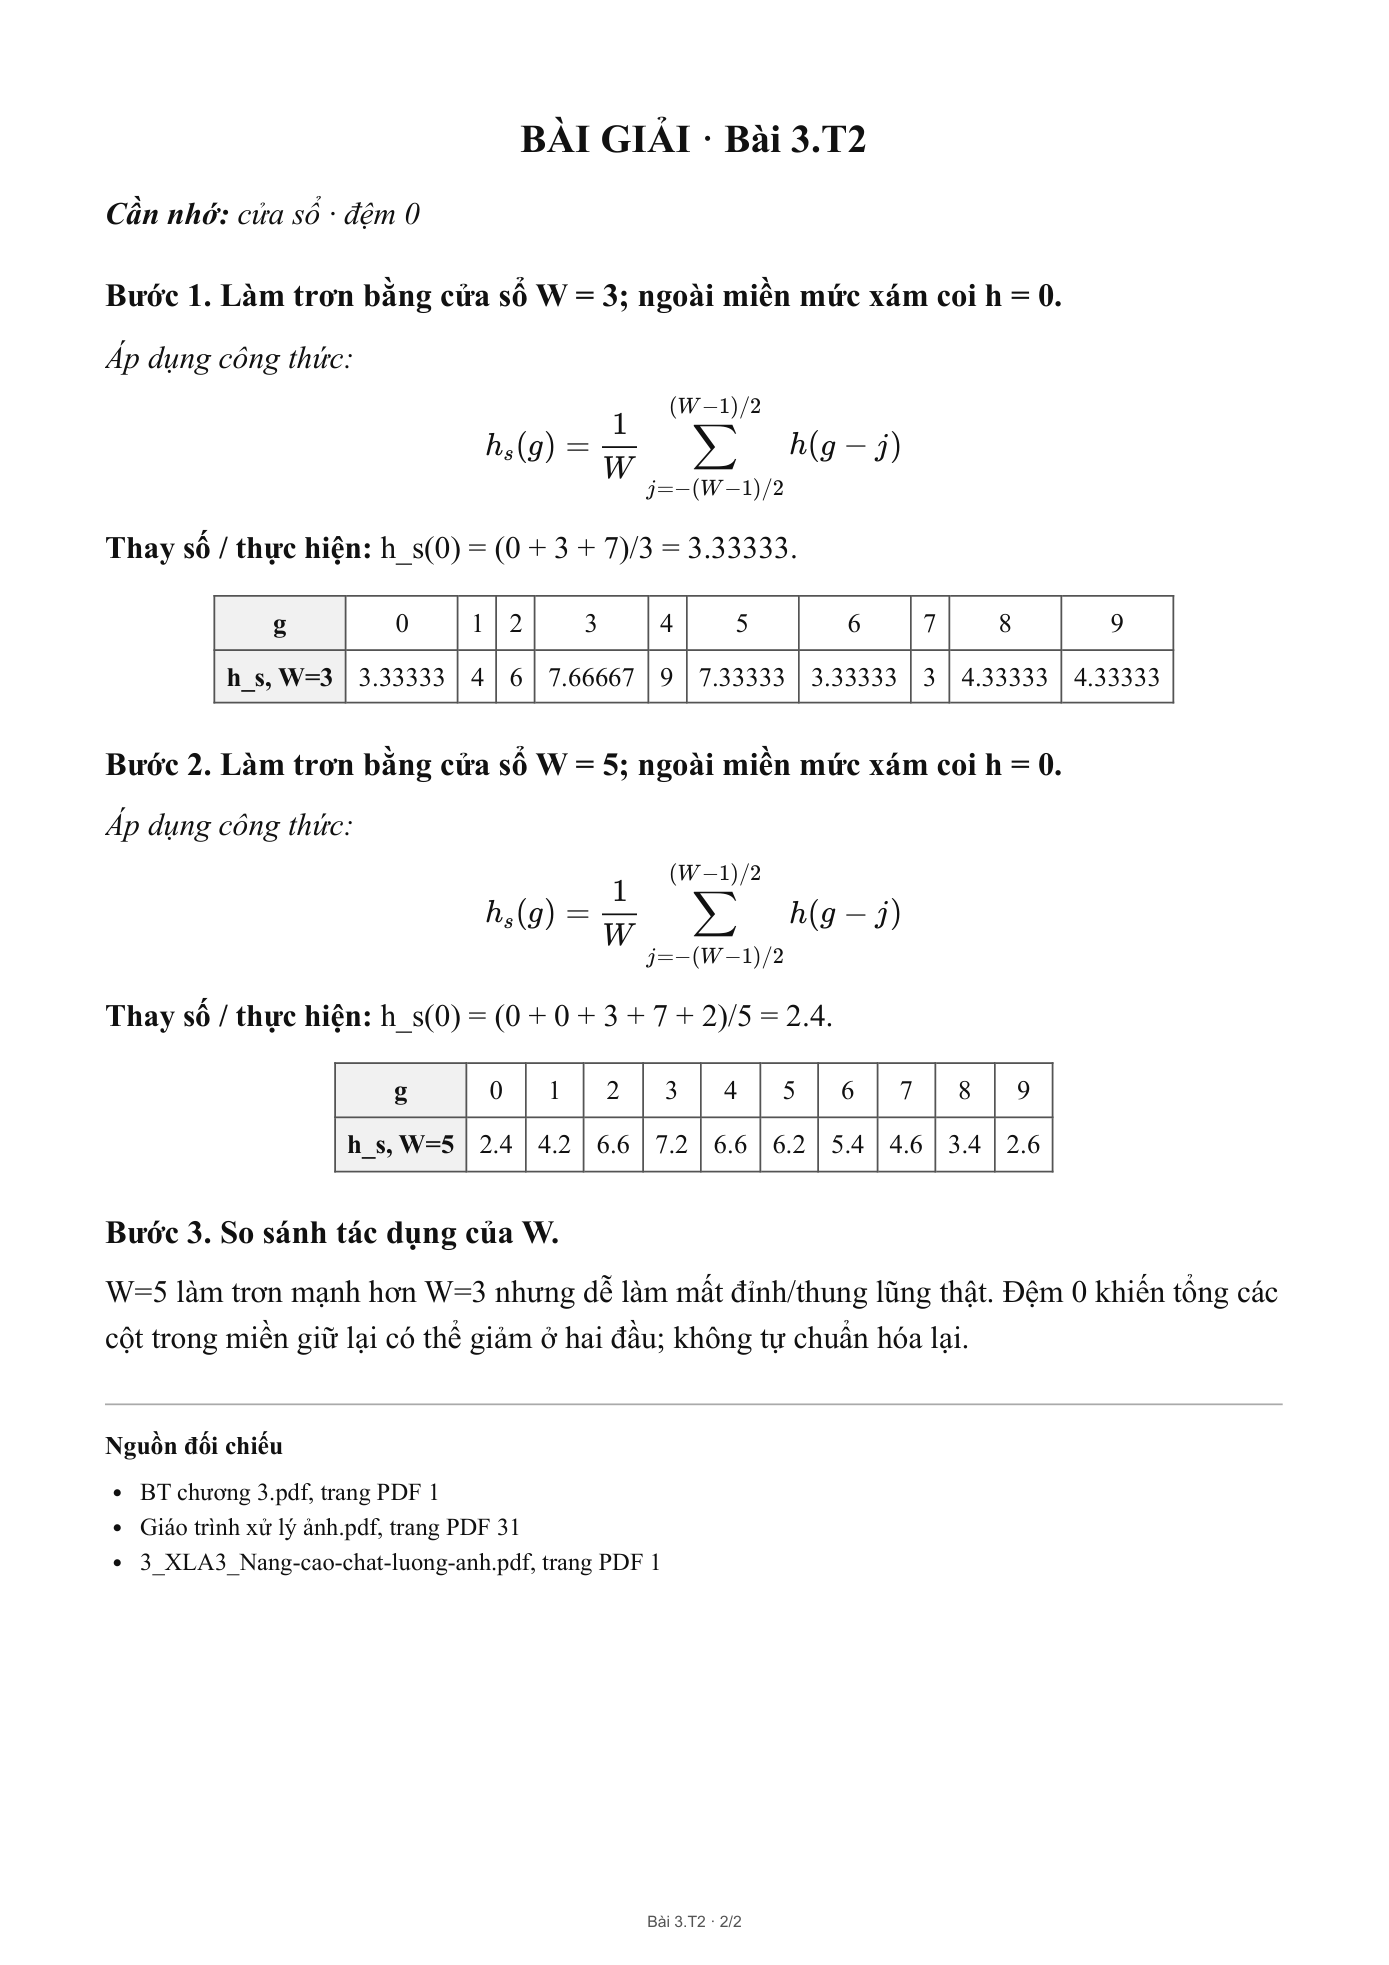 BÀI GIẢI · Bài 3.T2
Cần nhớ: cửa sổ · đệm 0
Bước 1. Làm trơn bằng cửa sổ W = 3; ngoài miền mức xám coi h = 0.
Áp dụng công thức:
h_s(g) = \frac{1}{W} \sum_{j=-(W-1)/2}^{(W-1)/2} h(g − j)
Thay số / thực hiện: h_s(0) = (0 + 3 + 7)/3 = 3.33333.
g 0 1 2 3 4 5 6 7 8 9
h_s, W=3 3.33333 4 6 7.66667 9 7.33333 3.33333 3 4.33333 4.33333
Bước 2. Làm trơn bằng cửa sổ W = 5; ngoài miền mức xám coi h = 0.
Áp dụng công thức:
h_s(g) = \frac{1}{W} \sum_{j=-(W-1)/2}^{(W-1)/2} h(g − j)
Thay số / thực hiện: h_s(0) = (0 + 0 + 3 + 7 + 2)/5 = 2.4.
g 0 1 2 3 4 5 6 7 8 9
h_s, W=5 2.4 4.2 6.6 7.2 6.6 6.2 5.4 4.6 3.4 2.6
Bước 3. So sánh tác dụng của W.
W=5 làm trơn mạnh hơn W=3 nhưng dễ làm mất đỉnh/thung lũng thật. Đệm 0 khiến tổng các
cột trong miền giữ lại có thể giảm ở hai đầu; không tự chuẩn hóa lại.
Nguồn đối chiếu
• BT chương 3.pdf, trang PDF 1
• Giáo trình xử lý ảnh.pdf, trang PDF 31
• 3_XLA3_Nang-cao-chat-luong-anh.pdf, trang PDF 1
Bài 3.T2 · 2/2